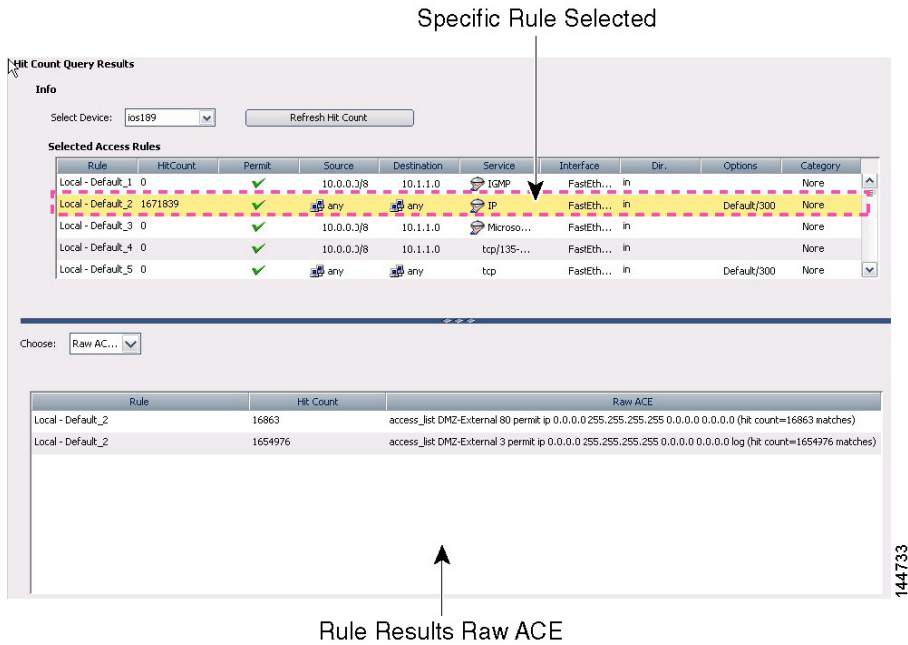 Specific Rule Selected
Hit Count Query Results
Info
Select Device: ios189 Refresh Hit Count
Selected Access Rules
Rule HitCount Permit Source Destination Service Interface Dir. Options Category
Local - Default_1 0 10.0.0.0/8 10.1.1.0 IGMP FastEth... in None
Local - Default_2 1671839 any any IP FastEth... in Default/300 None
Local - Default_3 0 10.0.0.0/8 10.1.1.0 Microso... FastEth... in None
Local - Default_4 0 10.0.0.0/8 10.1.1.0 tcp/135-... FastEth... in None
Local - Default_5 0 any any tcp FastEth... in Default/300 None
Choose: Raw AC...
Rule Hit Count Raw ACE
Local - Default_2 16863 access_list DMZ-External 80 permit ip 0.0.0.0 255.255.255.255 0.0.0.0 0.0.0.0 (hit count=16863 matches)
Local - Default_2 1654976 access_list DMZ-External 3 permit ip 0.0.0.0 255.255.255.255 0.0.0.0 0.0.0.0 log (hit count=1654976 matches)
144733
Rule Results Raw ACE